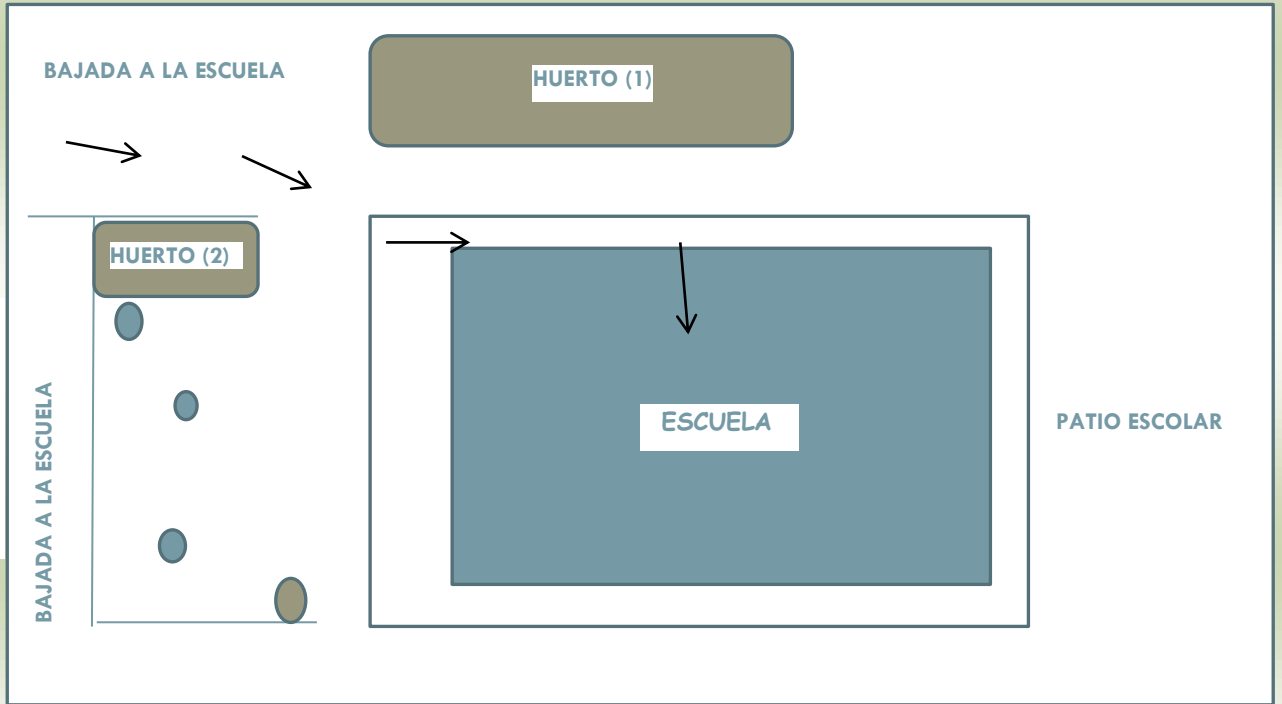 BAJADA A LA ESCUELA
HUERTO (1)
HUERTO (2)
BAJADA A LA ESCUELA
ESCUELA
PATIO ESCOLAR